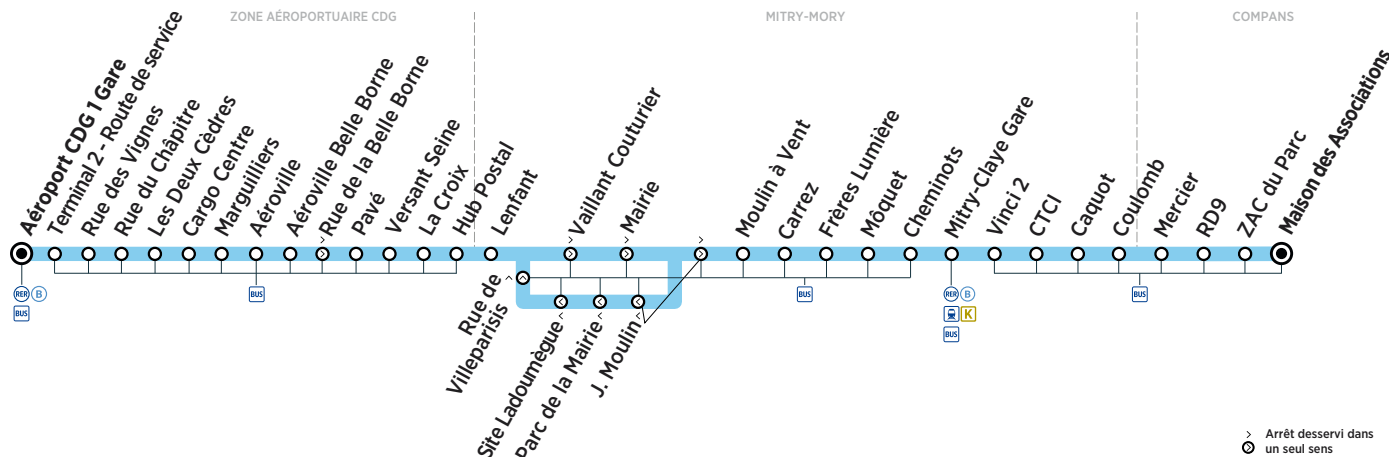 ZONE AÉROPORTUAIRE CDG
MITRY-MORY
COMPANS
Aéroport CDG 1 Gare
Terminal 2 - Route de service
Rue des Vignes
Rue du Châpitre
Les Deux Cèdres
Cargo Centre
Marguilliers
Aéroville
Aéroville Belle Borne
Rue de la Belle Borne
Pavé
Versant Seine
La Croix
Hub Postal
Lenfant
Rue de
Villeparisis
Vaillant Couturier
Mairie
Site Ladoumègue
Parc de la Mairie
J. Moulin
Moulin à Vent
Carrez
Frères Lumière
Môquet
Cheminots
Mitry-Claye Gare
Vinci 2
CTCI
Caquot
Coulomb
Mercier
RD9
ZAC du Parc
Maison des Associations
RER B
BUS
BUS
BUS
RER B
K
BUS
BUS
> Arrêt desservi dans
un seul sens